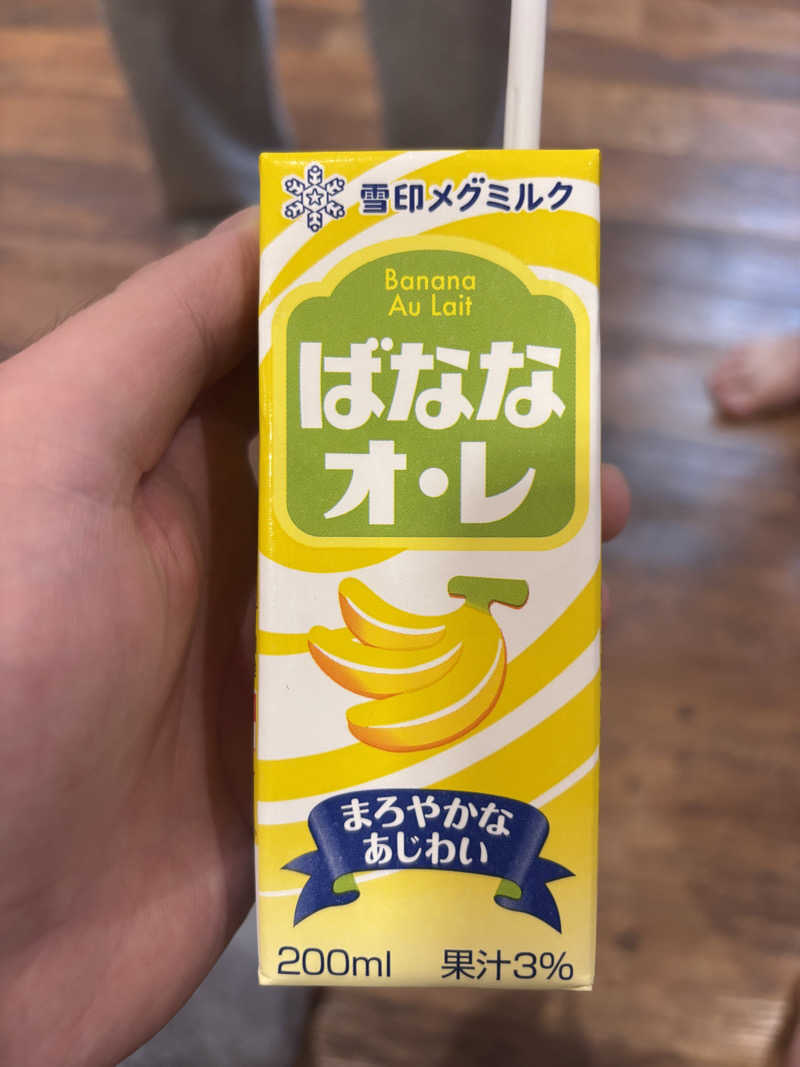 雪印メグミルク
Banana
Au Lait
ばなな
オ・レ
まろやかな
あじわい
200ml 果汁3%